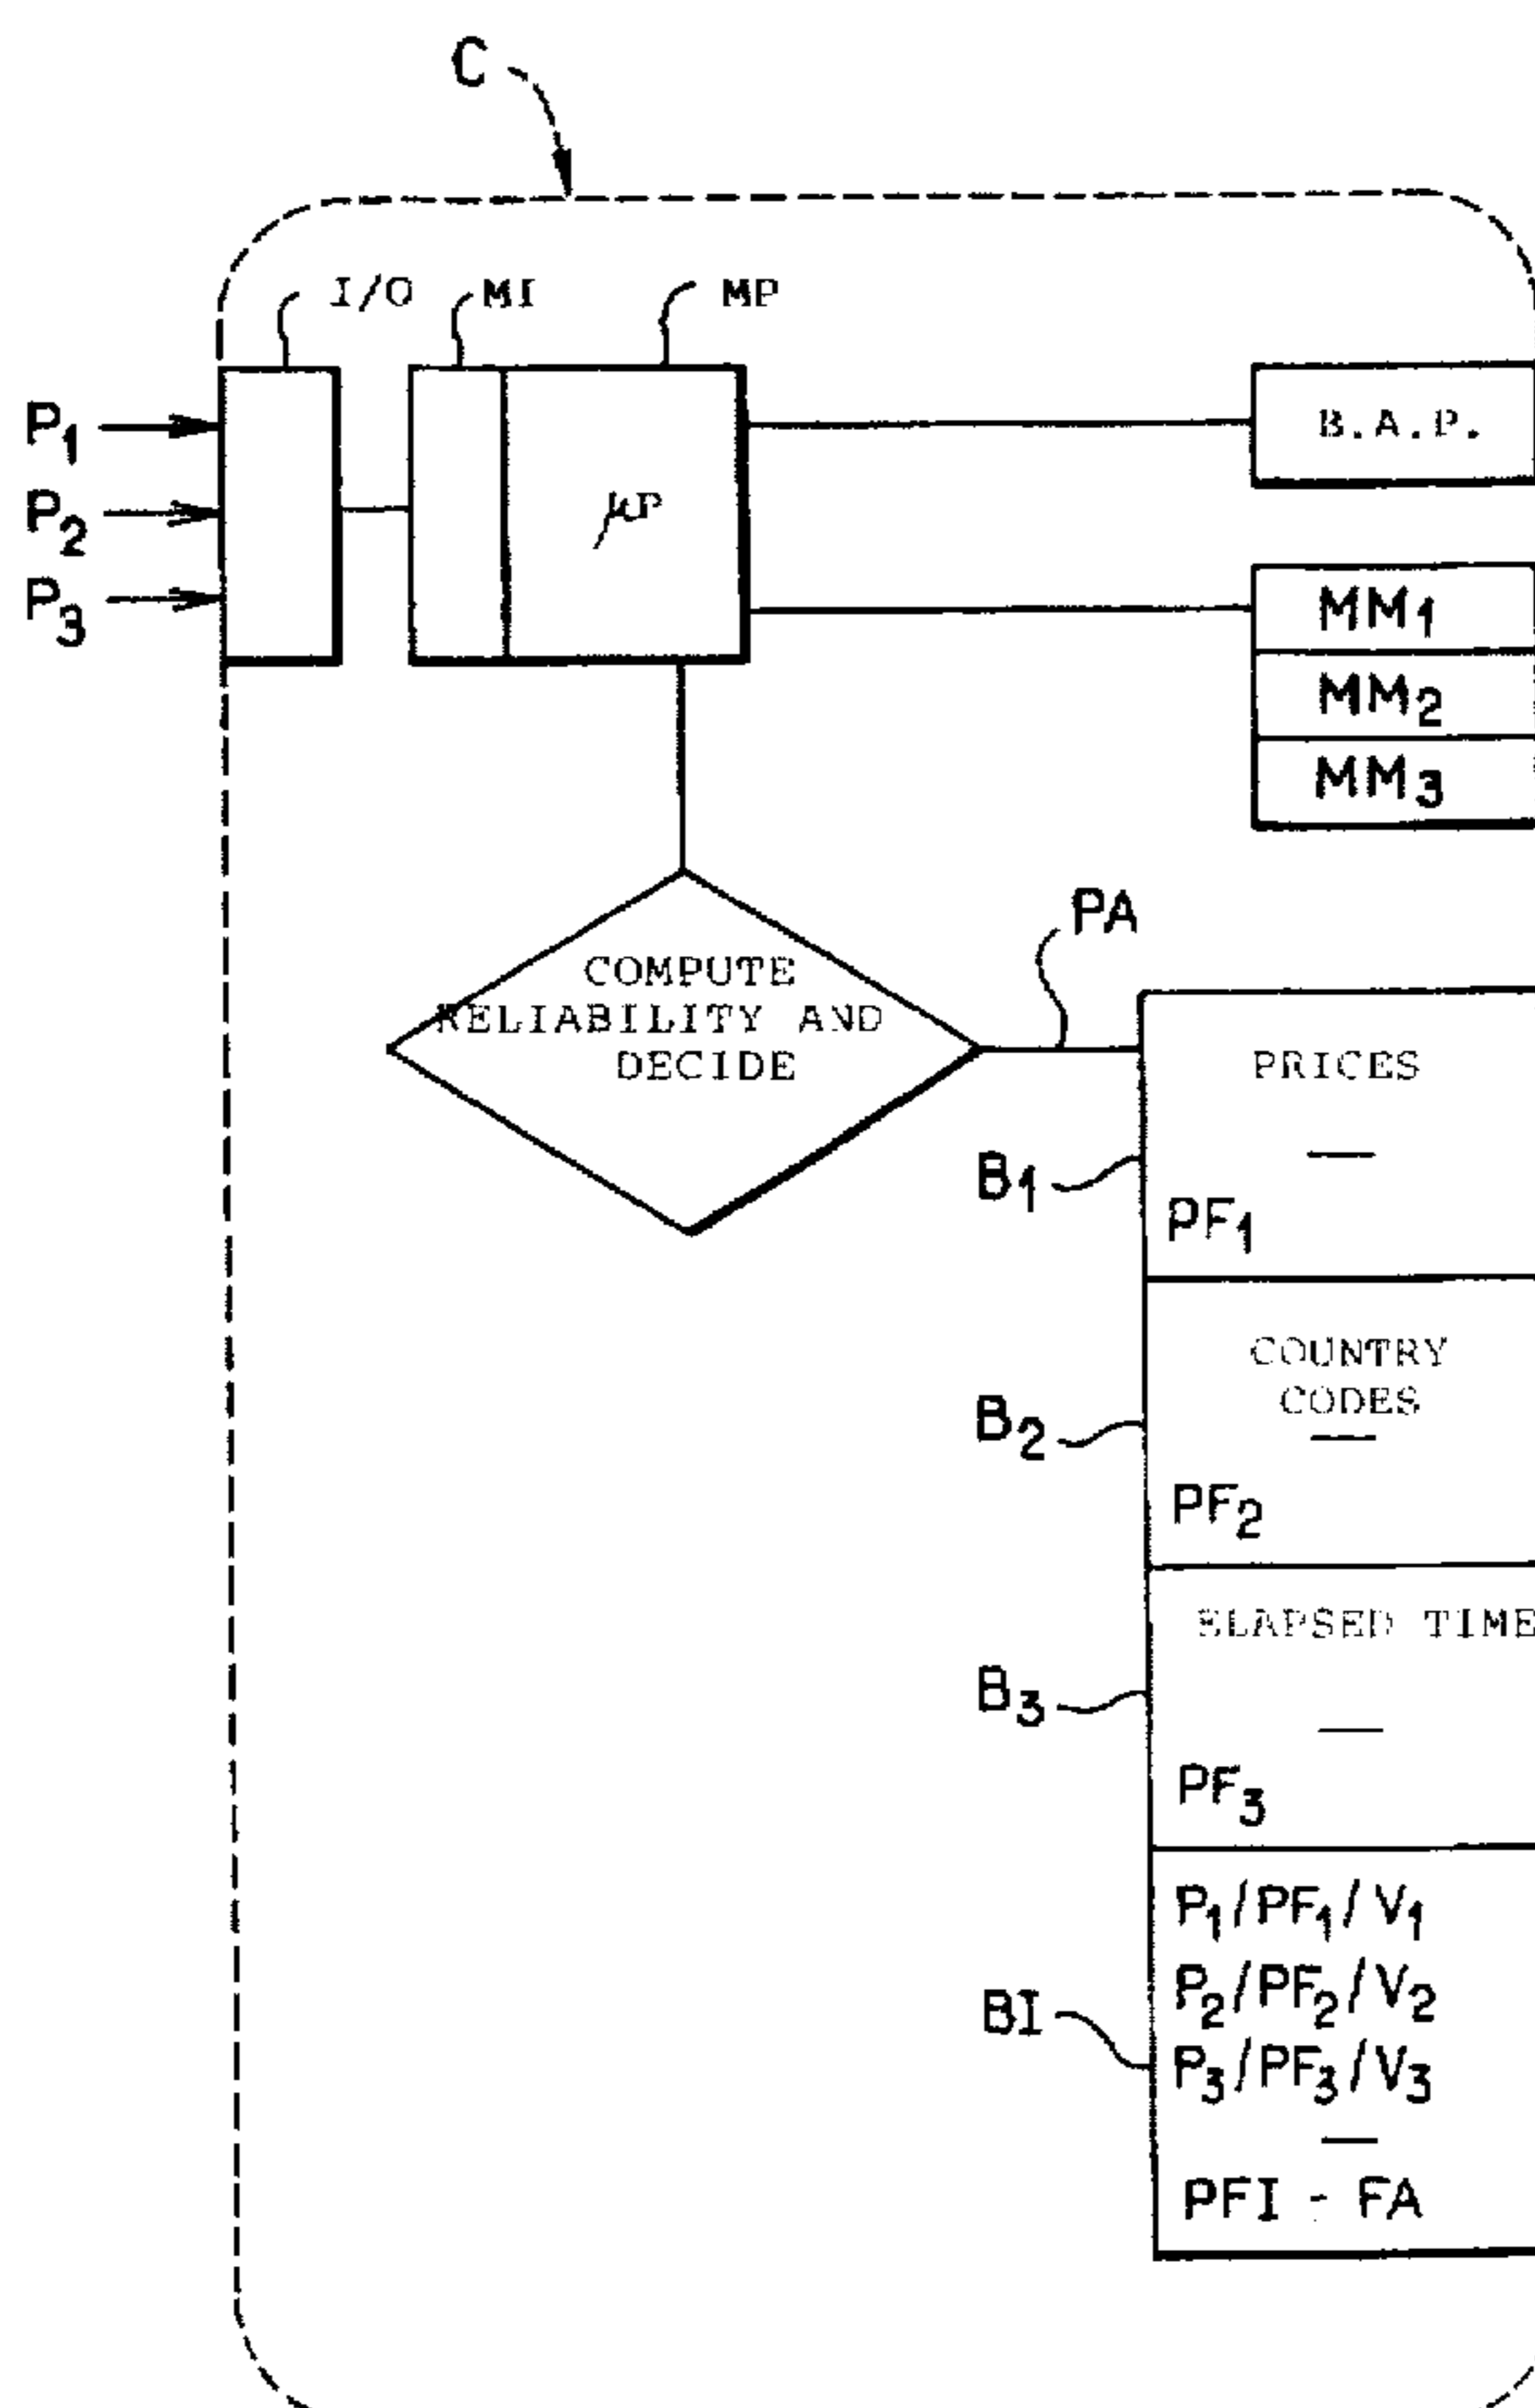 C
I/O MI MP
P1
P2
P3
μP
B.A.P.
MM1
MM2
MM3
COMPUTE
RELIABILITY AND
DECIDE
PA
PRICES
B1
PF1
COUNTRY
CODES
B2
PF2
ELAPSED TIME
B3
PF3
P1/PF1/V1
P2/PF2/V2
BI
P3/PF3/V3
PFI - FA